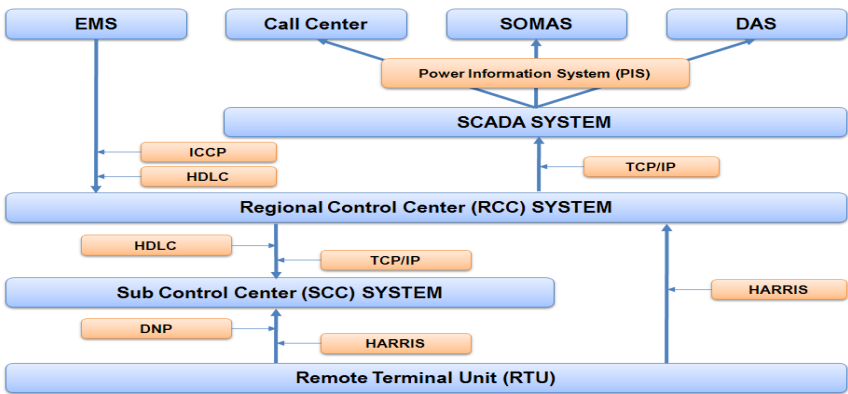 EMS
Call Center
SOMAS
DAS
Power Information System (PIS)
SCADA SYSTEM
ICCP
HDLC
TCP/IP
Regional Control Center (RCC) SYSTEM
HDLC
TCP/IP
HARRIS
Sub Control Center (SCC) SYSTEM
DNP
HARRIS
Remote Terminal Unit (RTU)